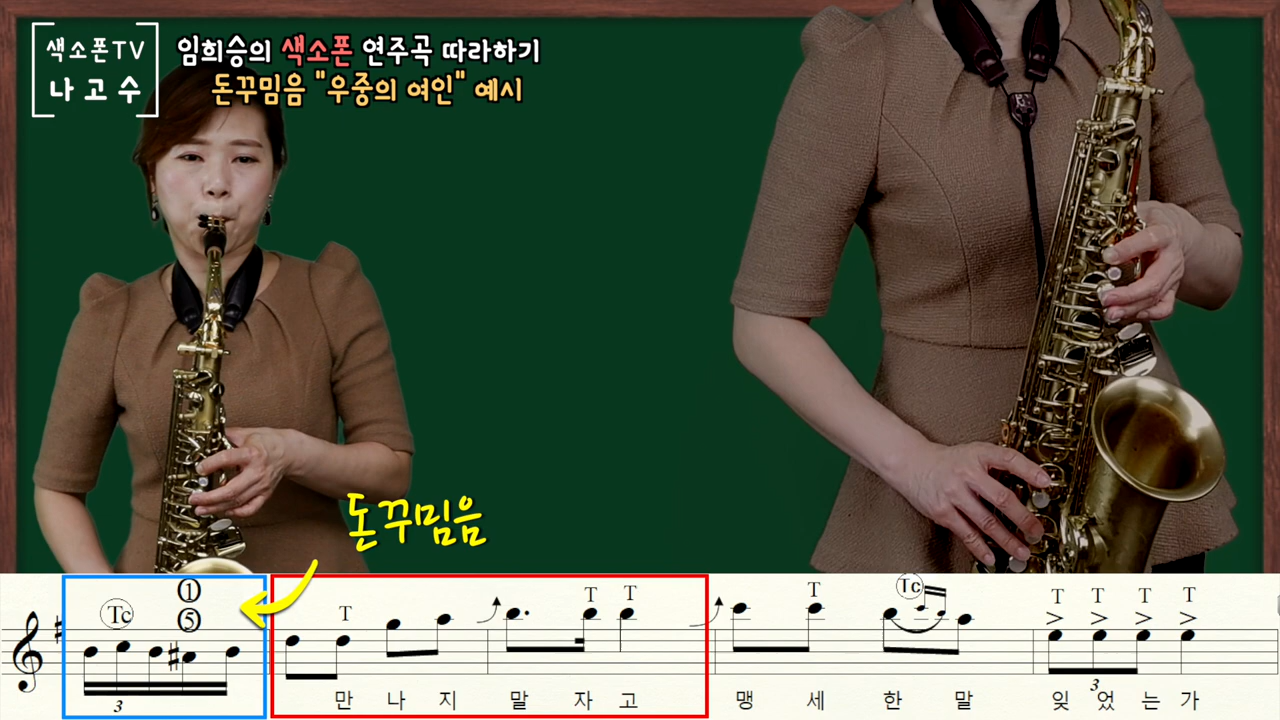 색소폰TV
나고수
임희승의 색소폰 연주곡 따라하기
돈꾸밈음 "우중의 여인" 예시
돈꾸밈음
Tc ① ⑤ T T T T Tc T T T T
3 3
만 나 지 말 자 고 맹 세 한 말 잊 었 는 가